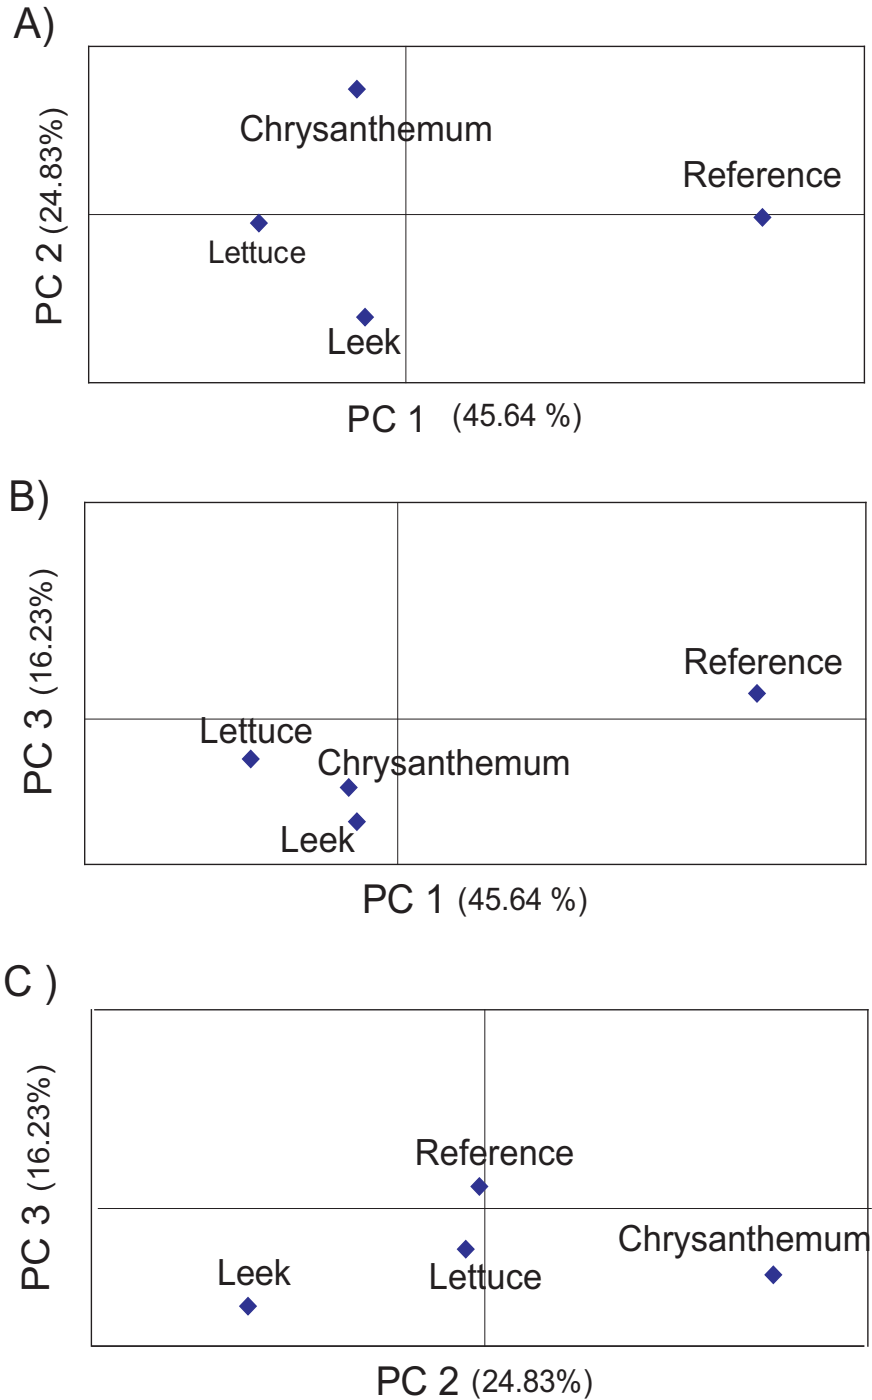 A)
Chrysanthemum
Reference
Lettuce
Leek
PC 2 (24.83%)
PC 1 (45.64 %)
B)
Reference
Lettuce
Chrysanthemum
Leek
PC 3 (16.23%)
PC 1 (45.64 %)
C )
Reference
Chrysanthemum
Leek
Lettuce
PC 3 (16.23%)
PC 2 (24.83%)